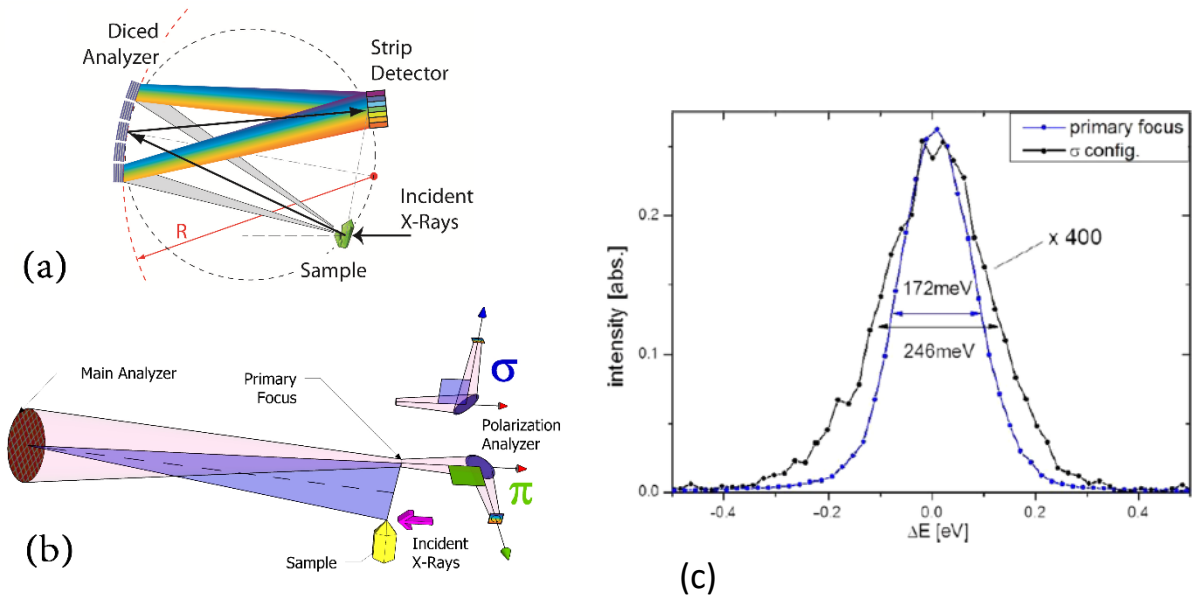 Diced
Analyzer
Strip
Detector
Incident
X-Rays
R
Sample
(a)
Main Analyzer
Primary
Focus
σ
Polarization
Analyzer
π
Sample
Incident
X-Rays
(b)
primary focus
σ config.
x 400
172meV
246meV
intensity [abs.]
0.2
0.1
0.0
-0.4
-0.2
0.0
0.2
0.4
ΔE [eV]
(c)